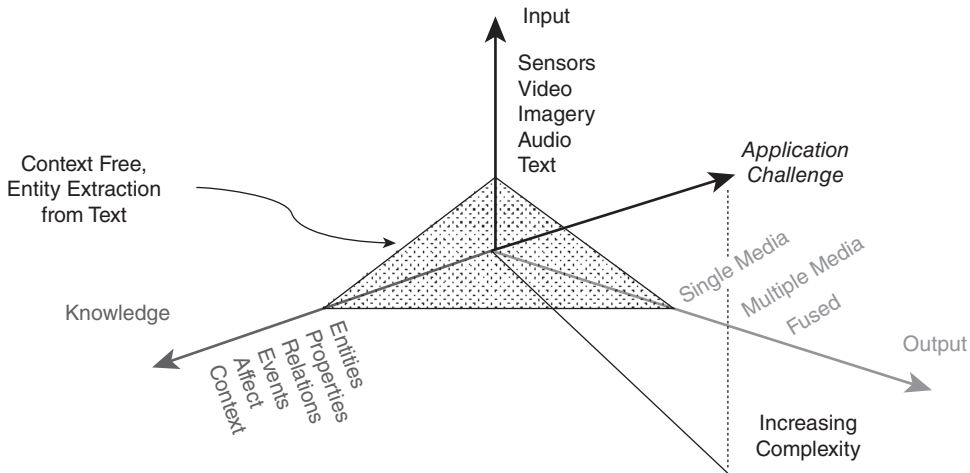 Input
Sensors
Video
Imagery
Audio
Text
Context Free,
Entity Extraction
from Text
Application
Challenge
Single Media
Multiple Media
Fused
Knowledge
Entities
Properties
Relations
Events
Affect
Context
Output
Increasing
Complexity